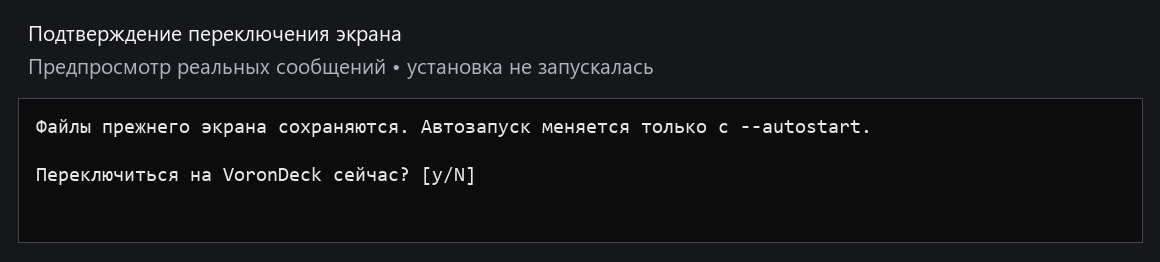 Подтверждение переключения экрана
Предпросмотр реальных сообщений • установка не запускалась
Файлы прежнего экрана сохраняются. Автозапуск меняется только с --autostart.
Переключиться на VoronDeck сейчас? [y/N]